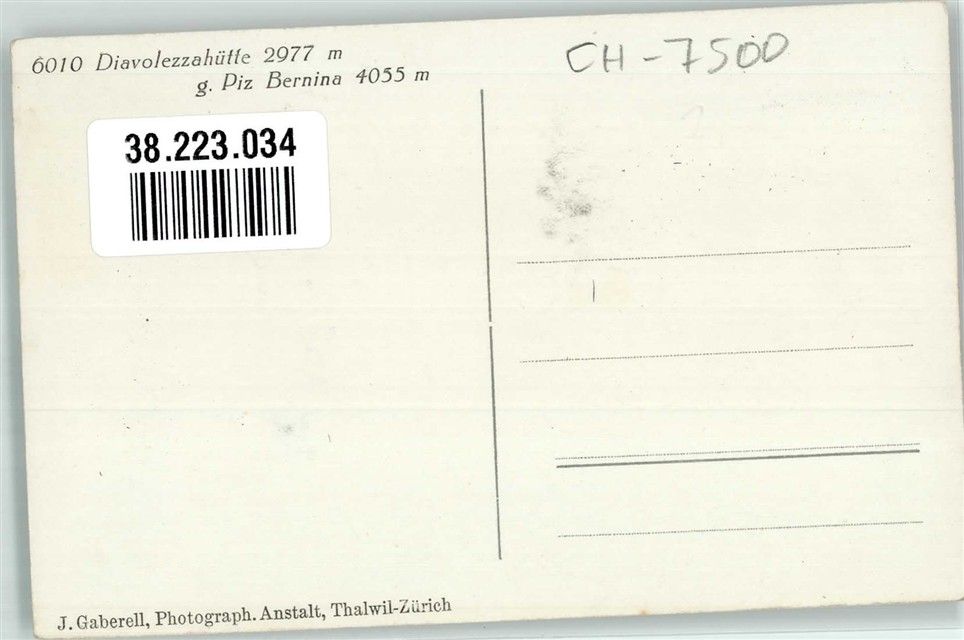 6010 Diavolezzahütte 2977 m
g. Piz Bernina 4055 m
CH-7500
38.223.034
J. Gaberell, Photograph. Anstalt, Thalwil-Zürich